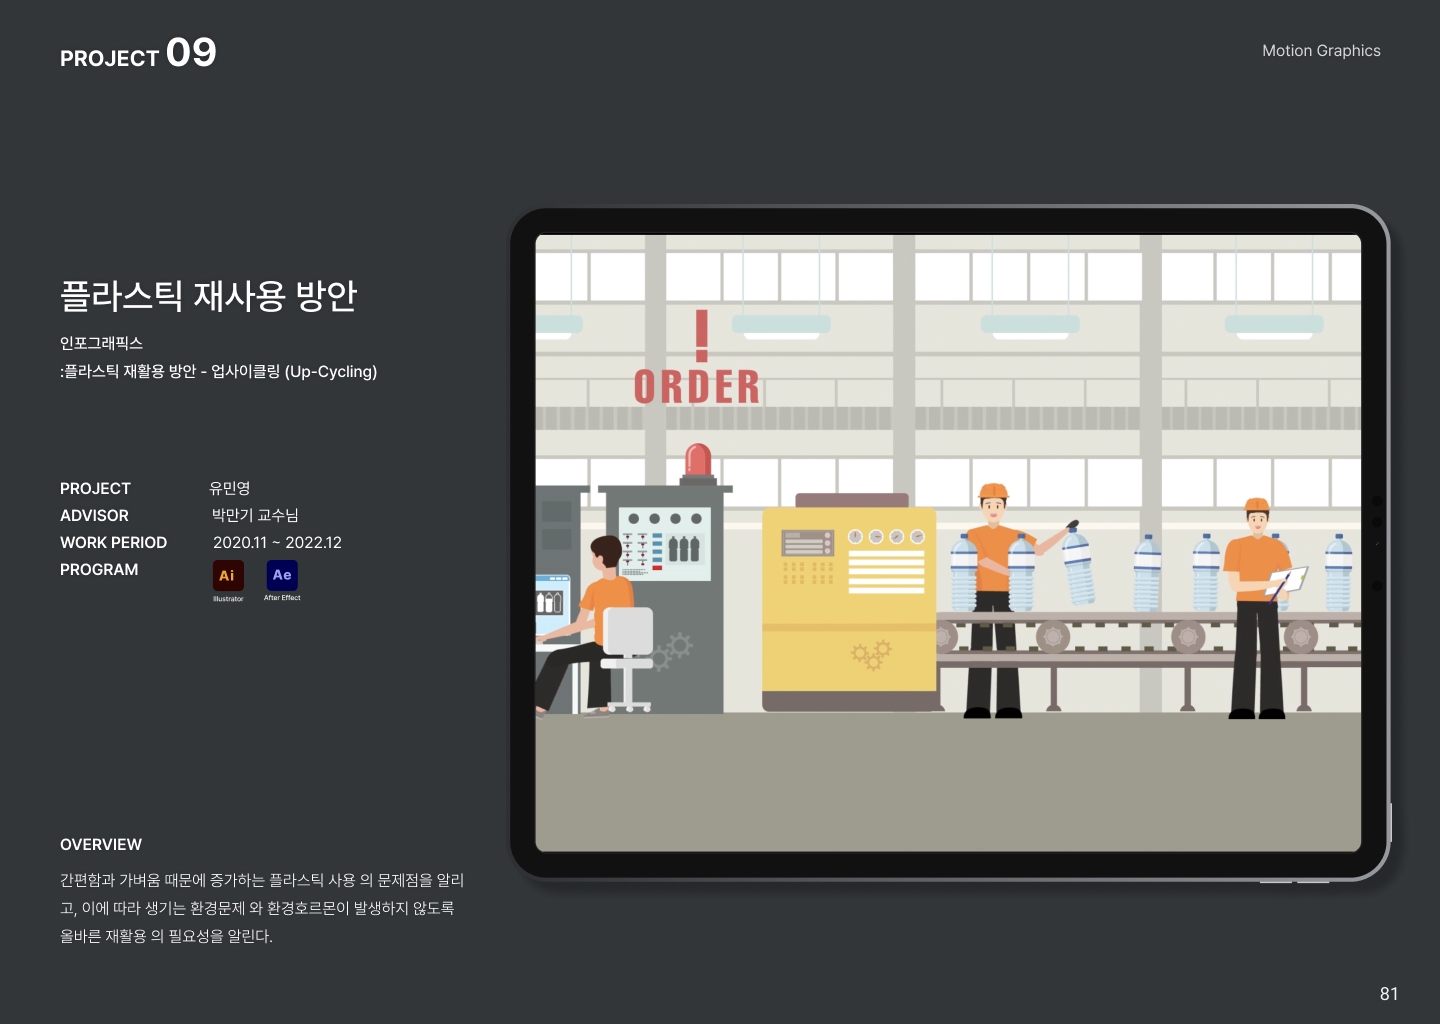 PROJECT 09
Motion Graphics
플라스틱 재사용 방안
인포그래픽스
:플라스틱 재활용 방안 - 업사이클링 (Up-Cycling)
PROJECT 유민영
ADVISOR 박만기 교수님
WORK PERIOD 2020.11 ~ 2022.12
PROGRAM Ai Ae
Illustrator After Effect
!
ORDER
OVERVIEW
간편함과 가벼움 때문에 증가하는 플라스틱 사용 의 문제점을 알리
고, 이에 따라 생기는 환경문제 와 환경호르몬이 발생하지 않도록
올바른 재활용 의 필요성을 알린다.
81